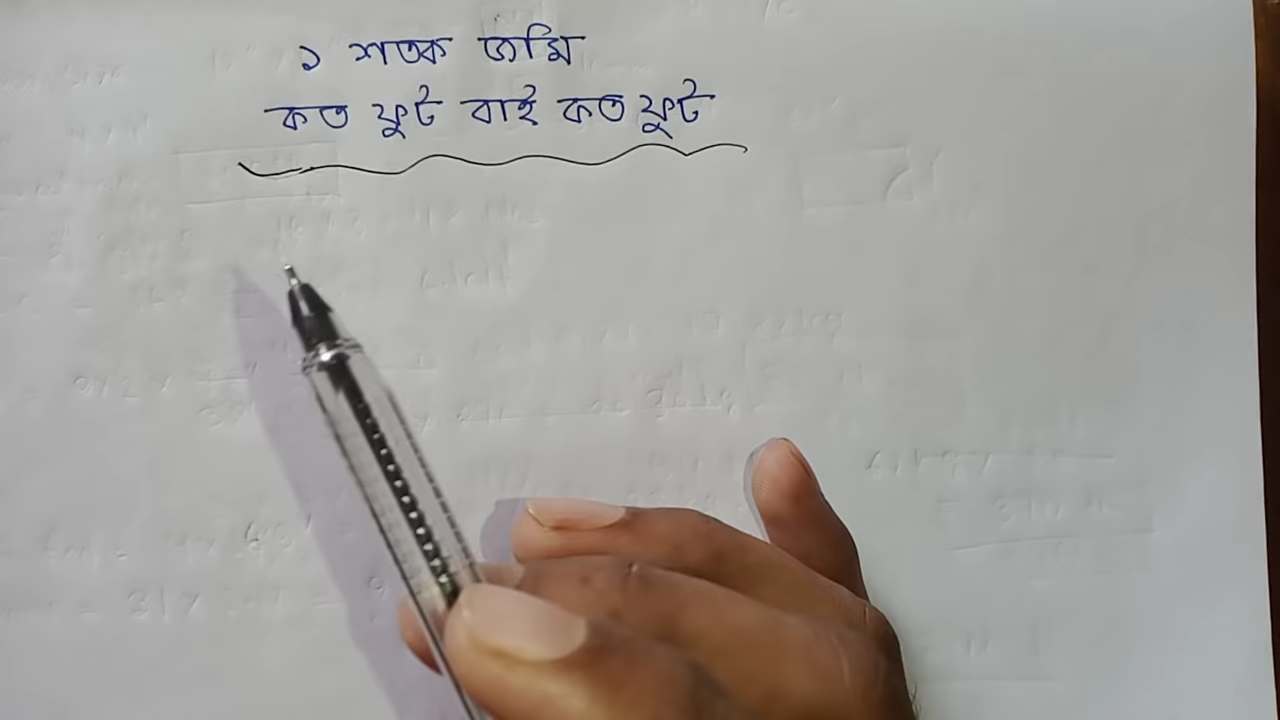 ১ শতক জমি
কত ফুট বাই কত ফুট